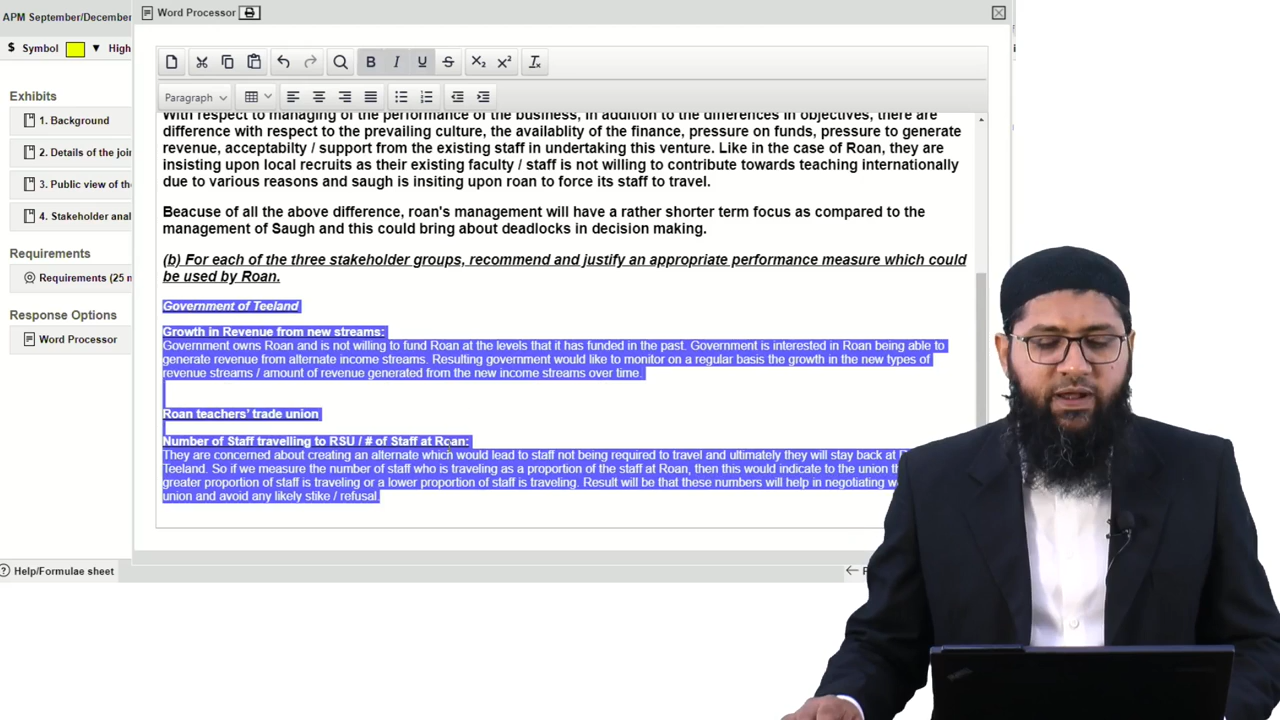 APM September/December
Word Processor
$ Symbol
High
Paragraph
Exhibits
1. Background
2. Details of the join
3. Public view of the
4. Stakeholder anal
Requirements
Requirements (25 m
Response Options
Word Processor
With respect to managing of the performance of the business, in addition to the differences in objectives, there are
difference with respect to the prevailing culture, the availablity of the finance, pressure on funds, pressure to generate
revenue, acceptabilty / support from the existing staff in undertaking this venture. Like in the case of Roan, they are
insisting upon local recruits as their existing faculty / staff is not willing to contribute towards teaching internationally
due to various reasons and saugh is insiting upon roan to force its staff to travel.
Beacuse of all the above difference, roan's management will have a rather shorter term focus as compared to the
management of Saugh and this could bring about deadlocks in decision making.
(b) For each of the three stakeholder groups, recommend and justify an appropriate performance measure which could
be used by Roan.
Government of Teeland
Growth in Revenue from new streams:
Government owns Roan and is not willing to fund Roan at the levels that it has funded in the past. Government is interested in Roan being able to
generate revenue from alternate income streams. Resulting government would like to monitor on a regular basis the growth in the new types of
revenue streams / amount of revenue generated from the new income streams over time.
Roan teachers' trade union
Number of Staff travelling to RSU / # of Staff at Roan:
They are concerned about creating an alternate which would lead to staff not being required to travel and ultimately they will stay back at
Teeland. So if we measure the number of staff who is traveling as a proportion of the staff at Roan, then this would indicate to the union
greater proportion of staff is traveling or a lower proportion of staff is traveling. Result will be that these numbers will help in negotiating
union and avoid any likely stike / refusal.
Help/Formulae sheet